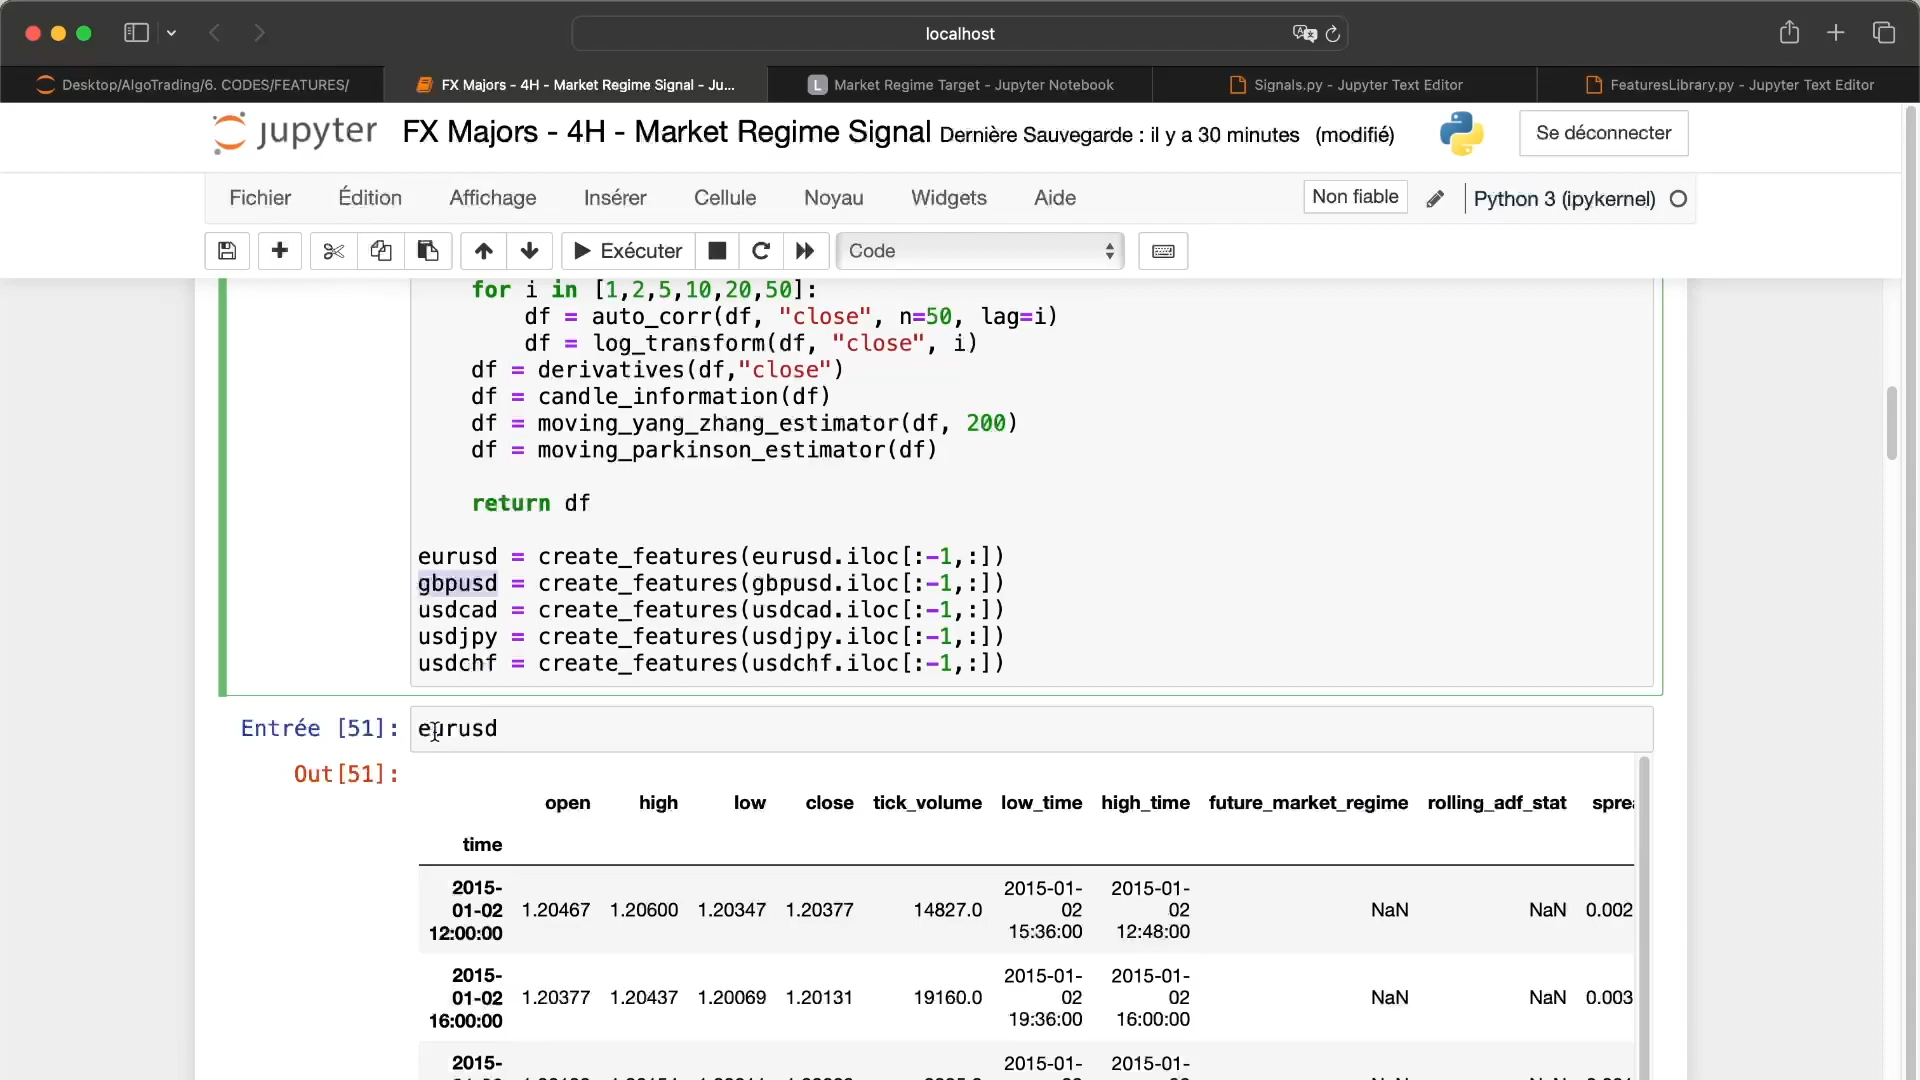 localhost
Desktop/AlgoTrading/6. CODES/FEATURES/
FX Majors - 4H - Market Regime Signal - Ju...
L Market Regime Target - Jupyter Notebook
Signals.py - Jupyter Text Editor
FeaturesLibrary.py - Jupyter Text Editor
jupyter FX Majors - 4H - Market Regime Signal Dernière Sauvegarde : il y a 30 minutes (modifié)
Se déconnecter
Fichier Édition Affichage Insérer Cellule Noyau Widgets Aide
Non fiable
Python 3 (ipykernel)
Exécuter
Code
for i in [1,2,5,10,20,50]:
df = auto_corr(df, "close", n=50, lag=i)
df = log_transform(df, "close", i)
df = derivatives(df,"close")
df = candle_information(df)
df = moving_yang_zhang_estimator(df, 200)
df = moving_parkinson_estimator(df)
return df
eurusd = create_features(eurusd.iloc[:-1,:])
gbpusd = create_features(gbpusd.iloc[:-1,:])
usdcad = create_features(usdcad.iloc[:-1,:])
usdjpy = create_features(usdjpy.iloc[:-1,:])
usdchf = create_features(usdchf.iloc[:-1,:])
Entrée [51]: eurusd
Out[51]:
open high low close tick_volume low_time high_time future_market_regime rolling_adf_stat sprea
time
2015-01-02 12:00:00 1.20467 1.20600 1.20347 1.20377 14827.0 2015-01-02 15:36:00 2015-01-02 12:48:00 NaN NaN 0.002
2015-01-02 16:00:00 1.20377 1.20437 1.20069 1.20131 19160.0 2015-01-02 19:36:00 2015-01-02 16:00:00 NaN NaN 0.003
2015- 2015-01- 2015-01-